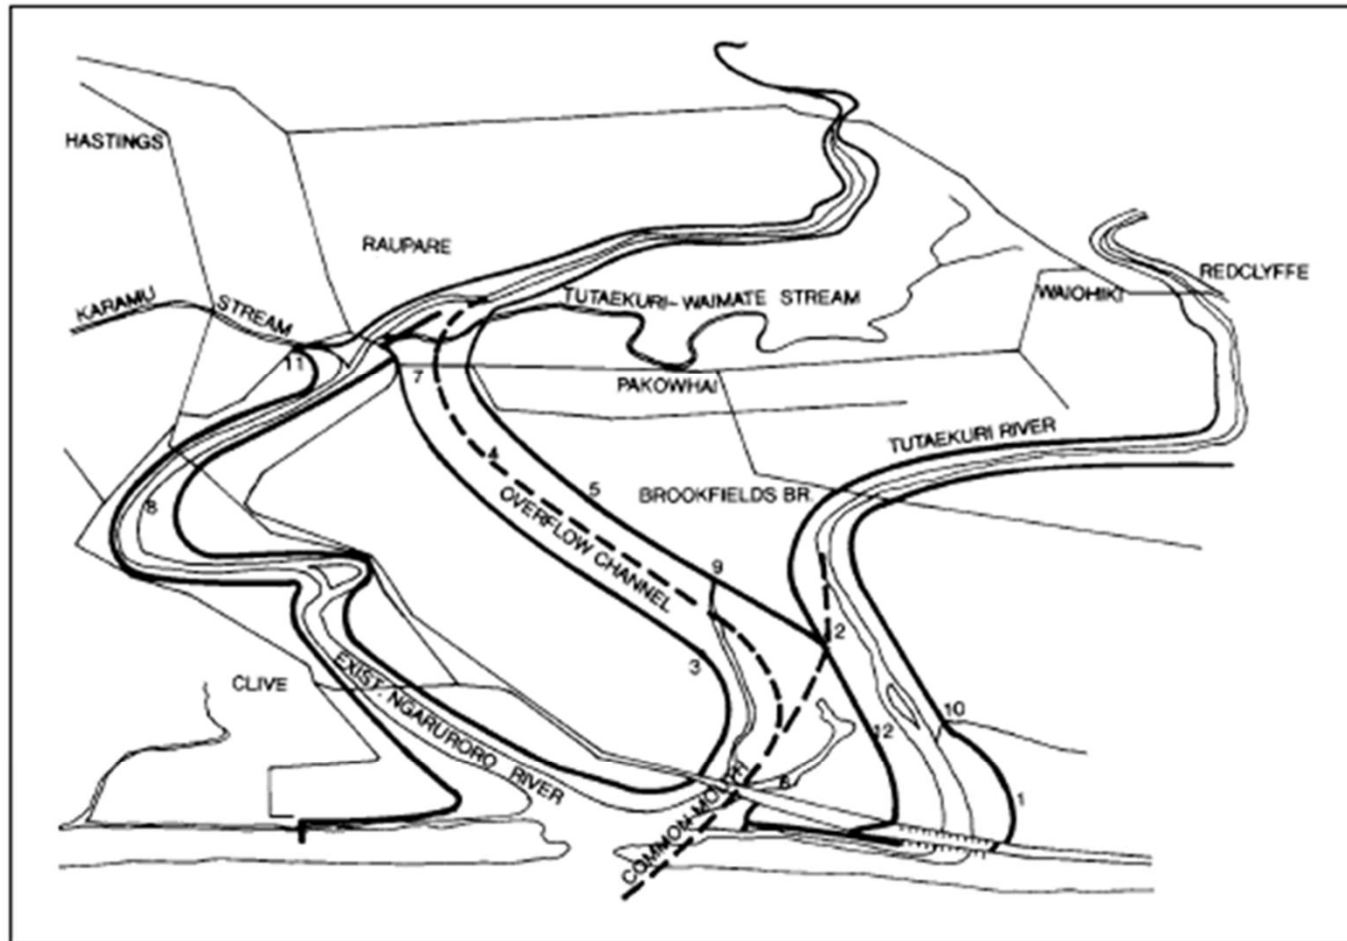 HASTINGS
RAUPARE
REDCLYFFE
KARAMU STREAM
TUTAEKURI-WAIMATE STREAM
WAIOHIKI
11
7
PAKOWHAI
TUTAEKURI RIVER
4
5
BROOKFIELDS BR.
8
OVERFLOW CHANNEL
9
2
3
CLIVE
EXIST. NGARURORO RIVER
10
12
6
1
COMMON MOUTH